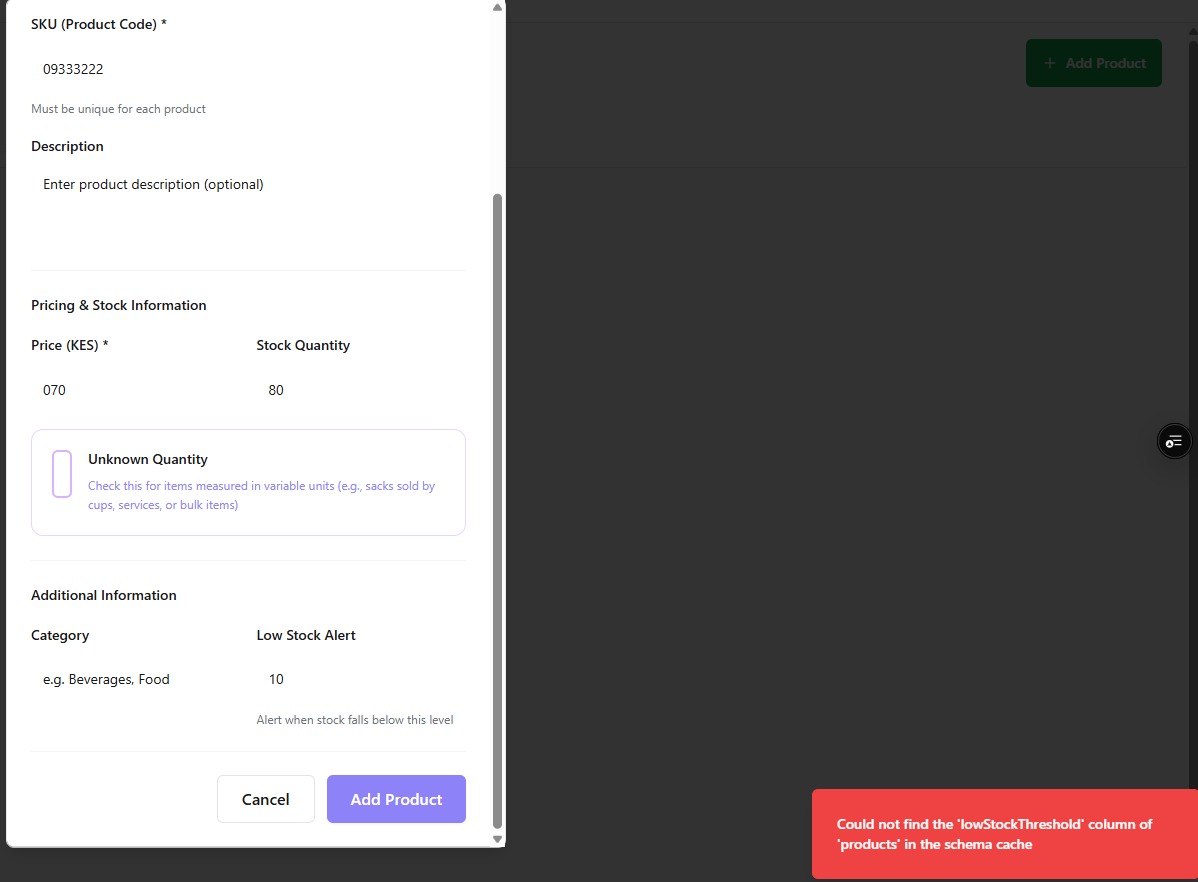 SKU (Product Code) *
09333222
Must be unique for each product
Description
Enter product description (optional)
Pricing & Stock Information
Price (KES) *
Stock Quantity
070
80
Unknown Quantity
Check this for items measured in variable units (e.g., sacks sold by
cups, services, or bulk items)
Additional Information
Category
Low Stock Alert
e.g. Beverages, Food
10
Alert when stock falls below this level
Cancel
Add Product
+ Add Product
Could not find the 'lowStockThreshold' column of
'products' in the schema cache